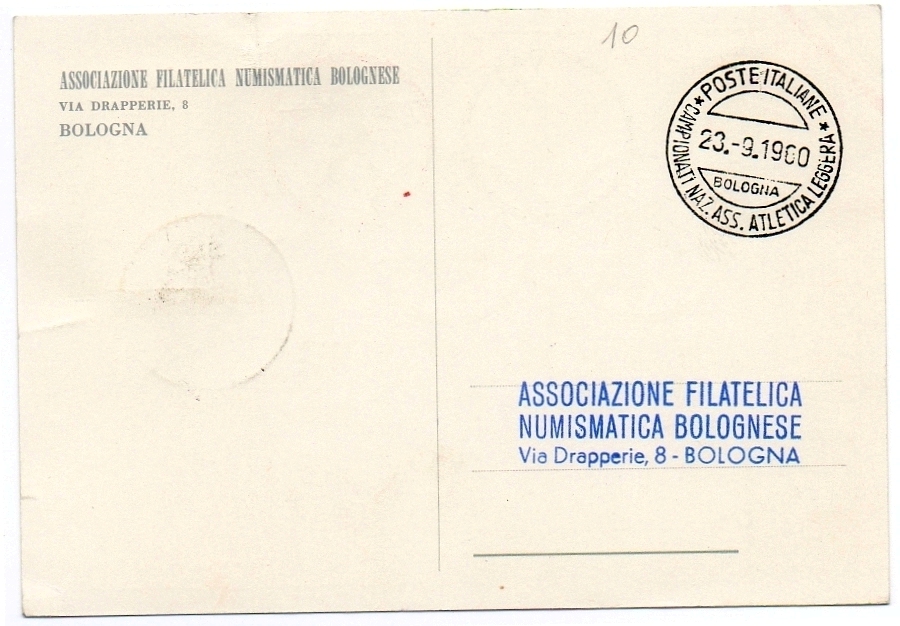 10
ASSOCIAZIONE FILATELICA NUMISMATICA BOLOGNESE
VIA DRAPPERIE, 8
BOLOGNA
★ POSTE ITALIANE ★
23.-9.1960
BOLOGNA
CAMPIONATI NAZ. ASS. ATLETICA LEGGERA
ASSOCIAZIONE FILATELICA
NUMISMATICA BOLOGNESE
Via Drapperie, 8 - BOLOGNA